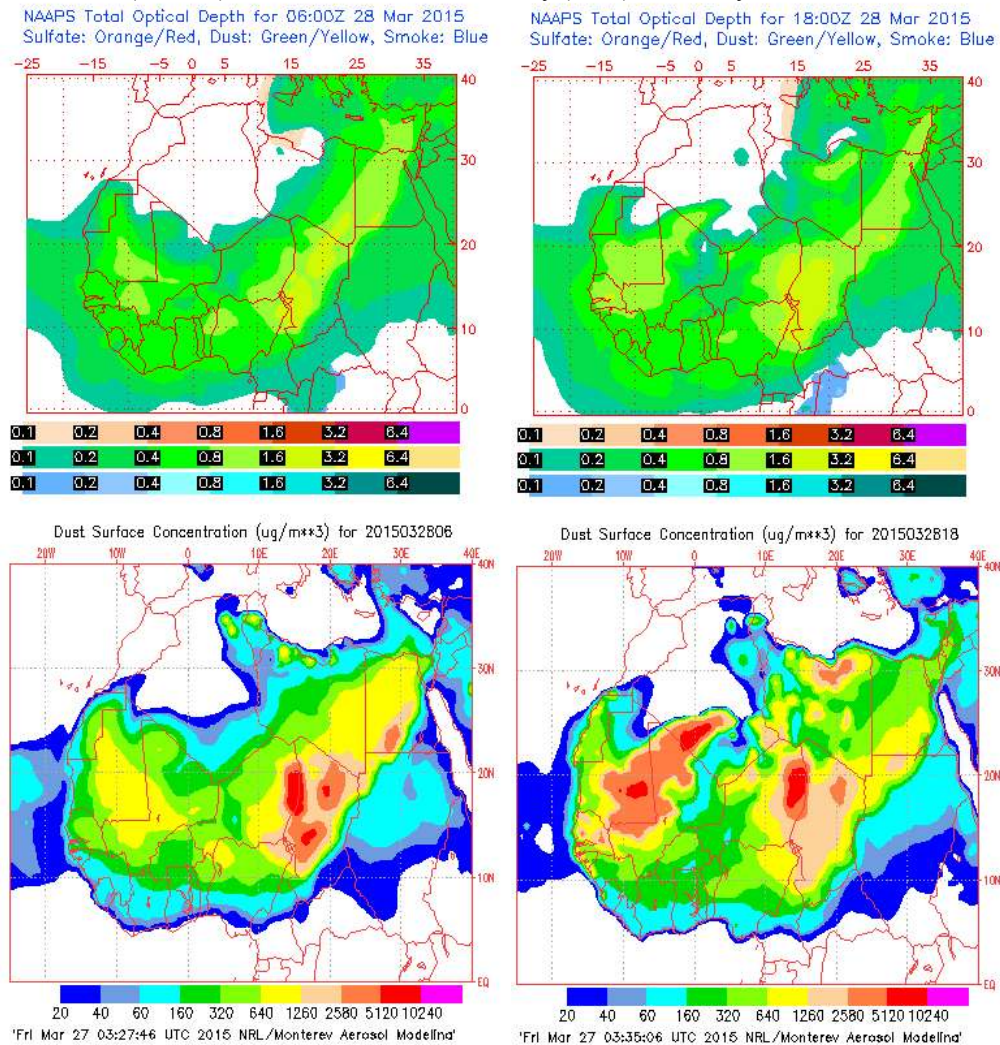 NAAPS Total Optical Depth for 06:00Z 28 Mar 2015
Sulfate: Orange/Red, Dust: Green/Yellow, Smoke: Blue
-25 -15 -5 0 5 15 25 35
40
30
20
10
0
0.1 0.2 0.4 0.8 1.6 3.2 6.4
0.1 0.2 0.4 0.8 1.6 3.2 6.4
0.1 0.2 0.4 0.8 1.6 3.2 6.4
NAAPS Total Optical Depth for 18:00Z 28 Mar 2015
Sulfate: Orange/Red, Dust: Green/Yellow, Smoke: Blue
-25 -15 -5 0 5 15 25 35
40
30
20
10
0
0.1 0.2 0.4 0.8 1.6 3.2 6.4
0.1 0.2 0.4 0.8 1.6 3.2 6.4
0.1 0.2 0.4 0.8 1.6 3.2 6.4
Dust Surface Concentration (ug/m**3) for 2015032806
20W 10W 0 10E 20E 30E 40E
40N
30N
20N
10N
EQ
20 40 60 160 320 640 1260 2580 5120 10240
'Fri Mar 27 03:27:46 UTC 2015 NRL/Monterey Aerosol Modeling'
Dust Surface Concentration (ug/m**3) for 2015032818
20W 10W 0 10E 20E 30E 40E
40N
30N
20N
10N
EQ
20 40 60 160 320 640 1260 2580 5120 10240
'Fri Mar 27 03:35:06 UTC 2015 NRL/Monterey Aerosol Modeling'